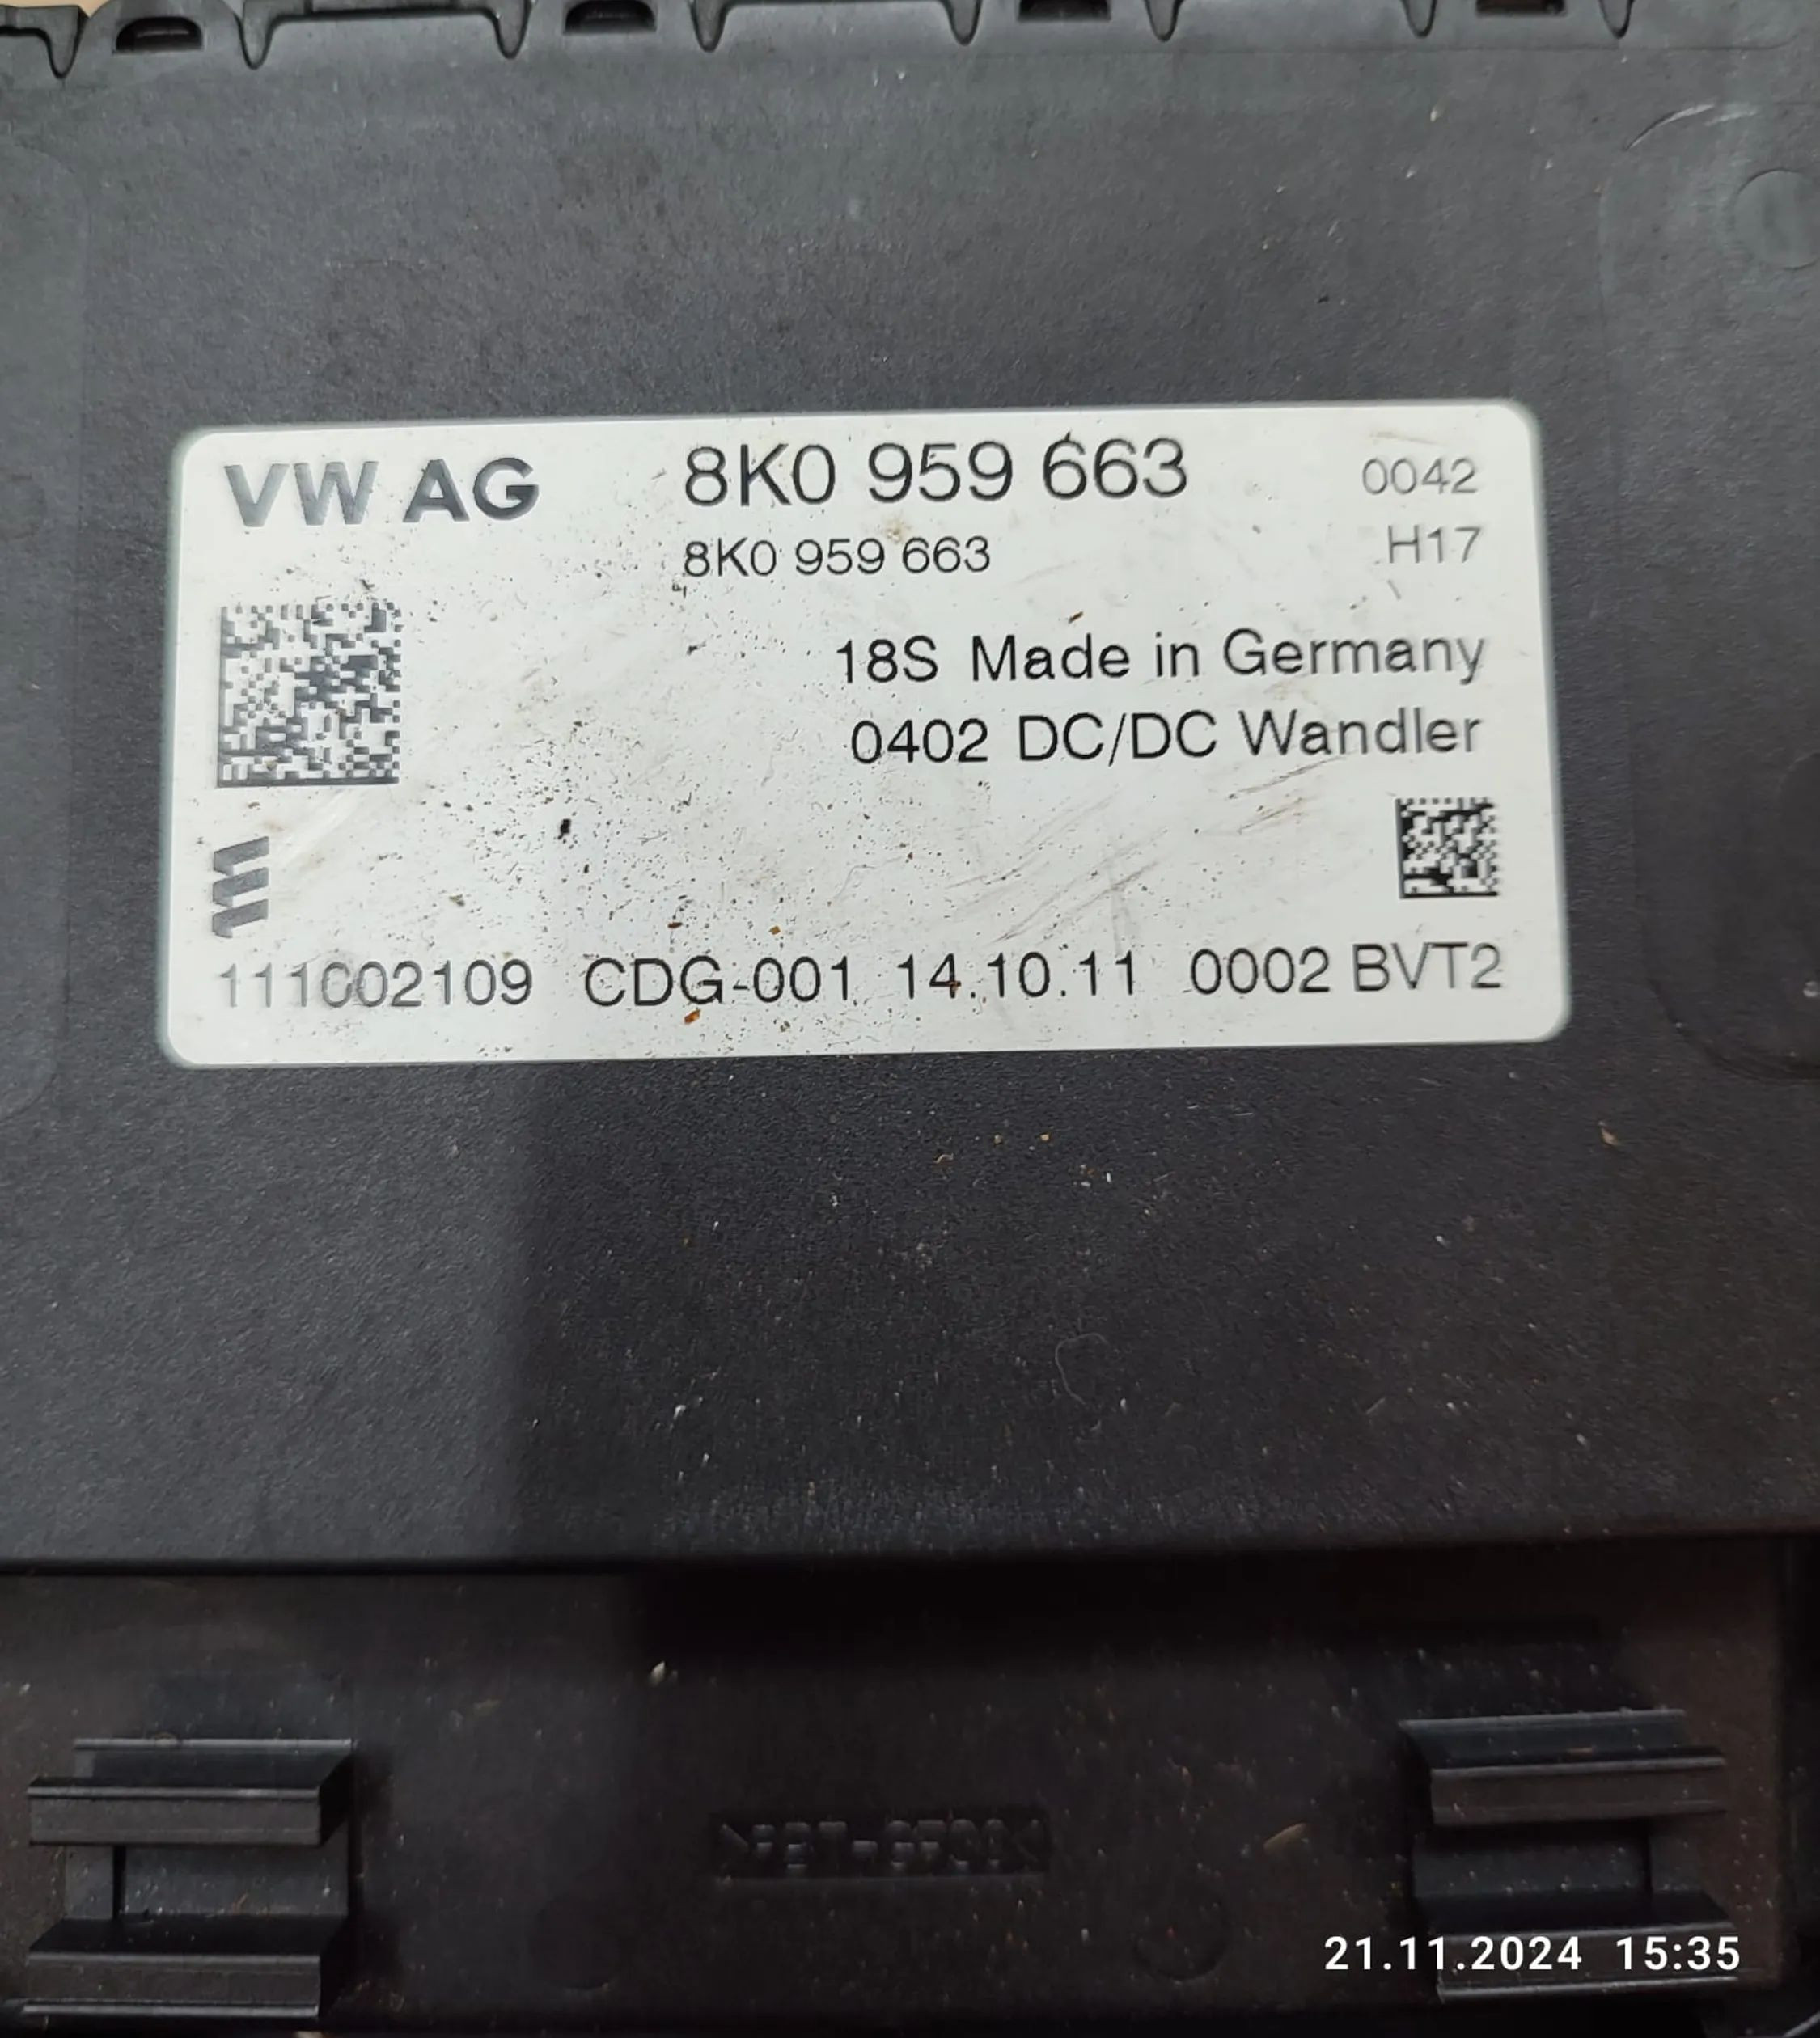 VW AG 8K0 959 663 0042
8K0 959 663 H17
18S Made in Germany
0402 DC/DC Wandler
111C02109 CDG-001 14.10.11 0002 BVT2
21.11.2024 15:35